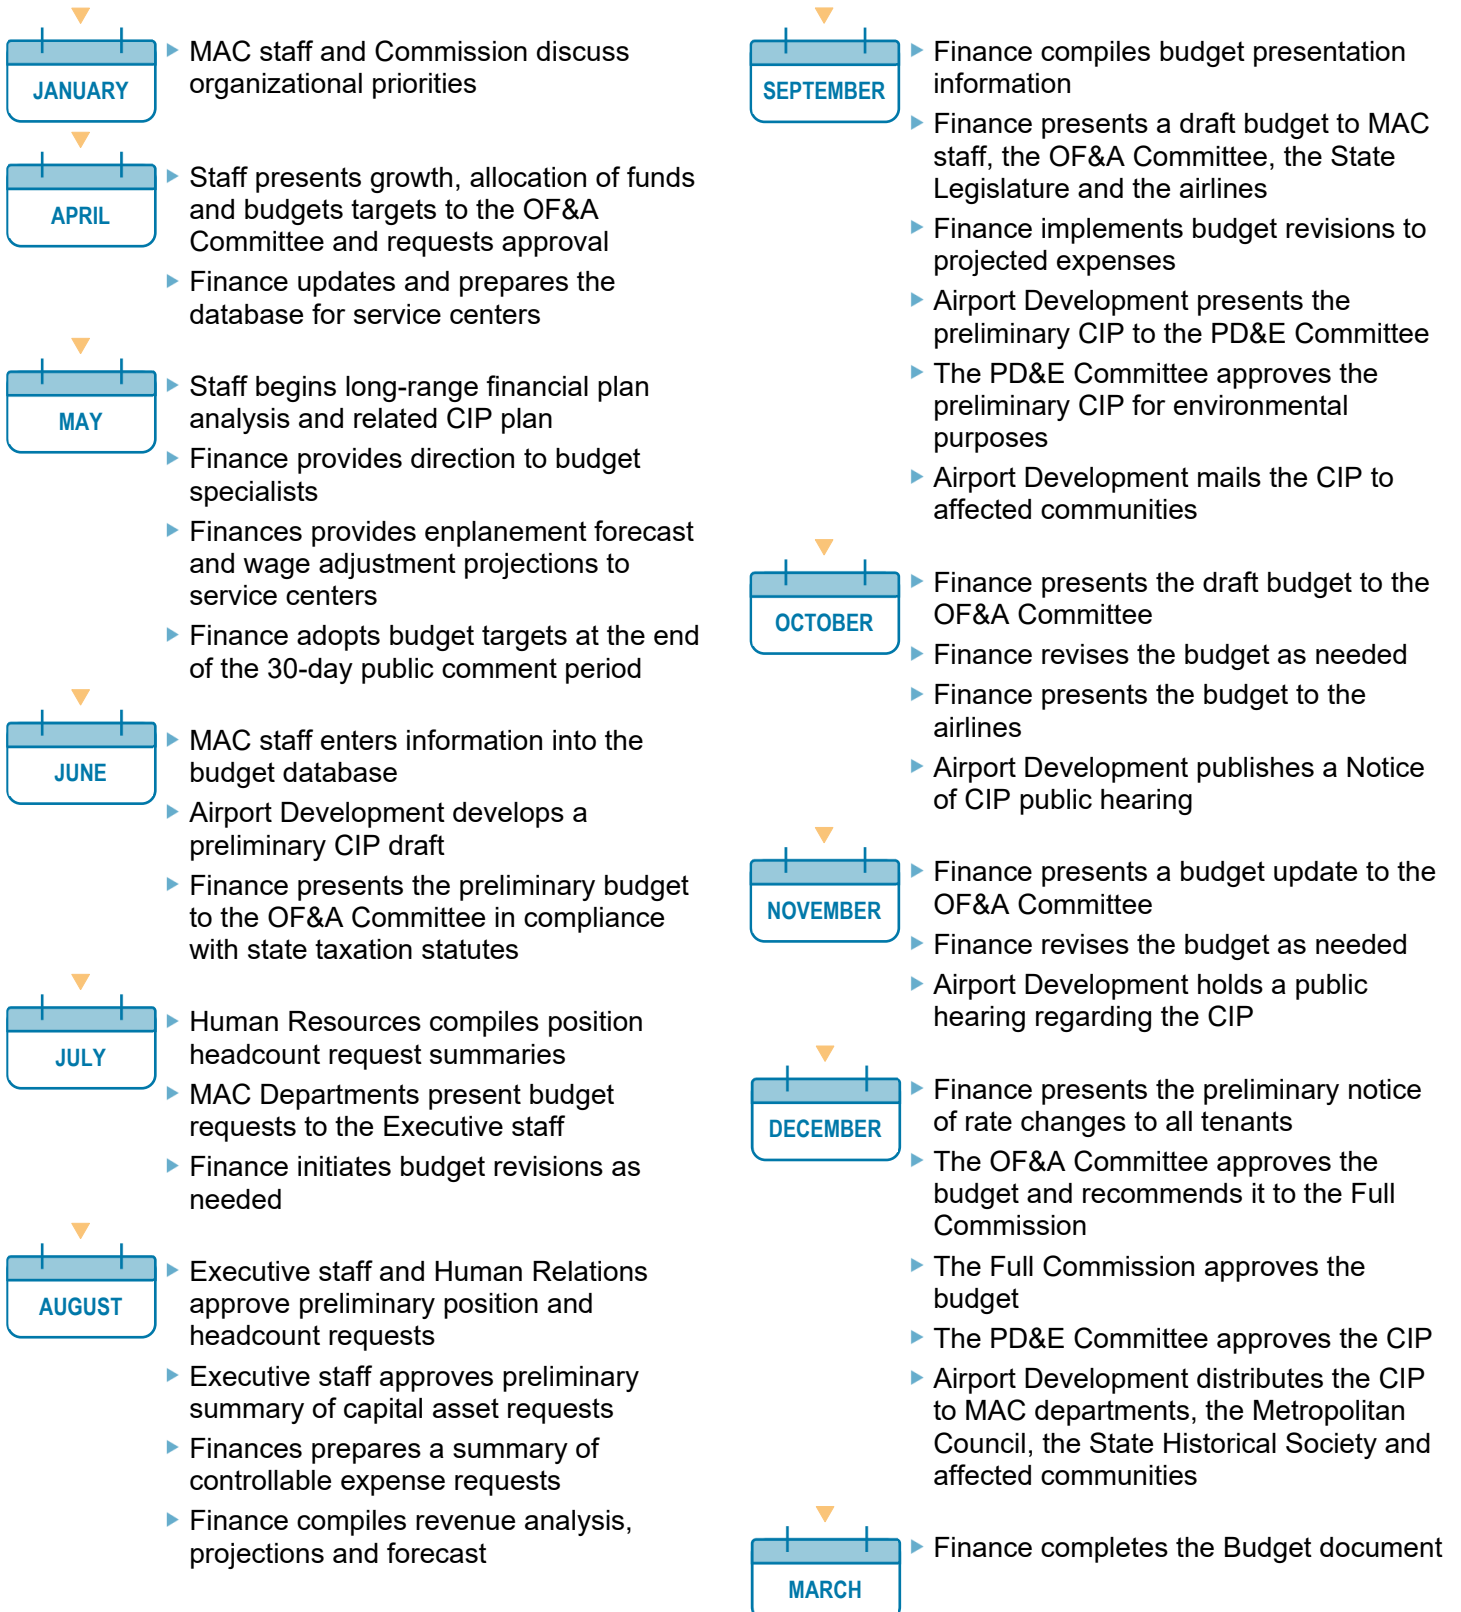 JANUARY
MAC staff and Commission discuss
organizational priorities
APRIL
Staff presents growth, allocation of funds
and budgets targets to the OF&A
Committee and requests approval
Finance updates and prepares the
database for service centers
MAY
Staff begins long-range financial plan
analysis and related CIP plan
Finance provides direction to budget
specialists
Finances provides enplanement forecast
and wage adjustment projections to
service centers
Finance adopts budget targets at the end
of the 30-day public comment period
JUNE
MAC staff enters information into the
budget database
Airport Development develops a
preliminary CIP draft
Finance presents the preliminary budget
to the OF&A Committee in compliance
with state taxation statutes
JULY
Human Resources compiles position
headcount request summaries
MAC Departments present budget
requests to the Executive staff
Finance initiates budget revisions as
needed
AUGUST
Executive staff and Human Relations
approve preliminary position and
headcount requests
Executive staff approves preliminary
summary of capital asset requests
Finances prepares a summary of
controllable expense requests
Finance compiles revenue analysis,
projections and forecast
SEPTEMBER
Finance compiles budget presentation
information
Finance presents a draft budget to MAC
staff, the OF&A Committee, the State
Legislature and the airlines
Finance implements budget revisions to
projected expenses
Airport Development presents the
preliminary CIP to the PD&E Committee
The PD&E Committee approves the
preliminary CIP for environmental
purposes
Airport Development mails the CIP to
affected communities
OCTOBER
Finance presents the draft budget to the
OF&A Committee
Finance revises the budget as needed
Finance presents the budget to the
airlines
Airport Development publishes a Notice
of CIP public hearing
NOVEMBER
Finance presents a budget update to the
OF&A Committee
Finance revises the budget as needed
Airport Development holds a public
hearing regarding the CIP
DECEMBER
Finance presents the preliminary notice
of rate changes to all tenants
The OF&A Committee approves the
budget and recommends it to the Full
Commission
The Full Commission approves the
budget
The PD&E Committee approves the CIP
Airport Development distributes the CIP
to MAC departments, the Metropolitan
Council, the State Historical Society and
affected communities
MARCH
Finance completes the Budget document